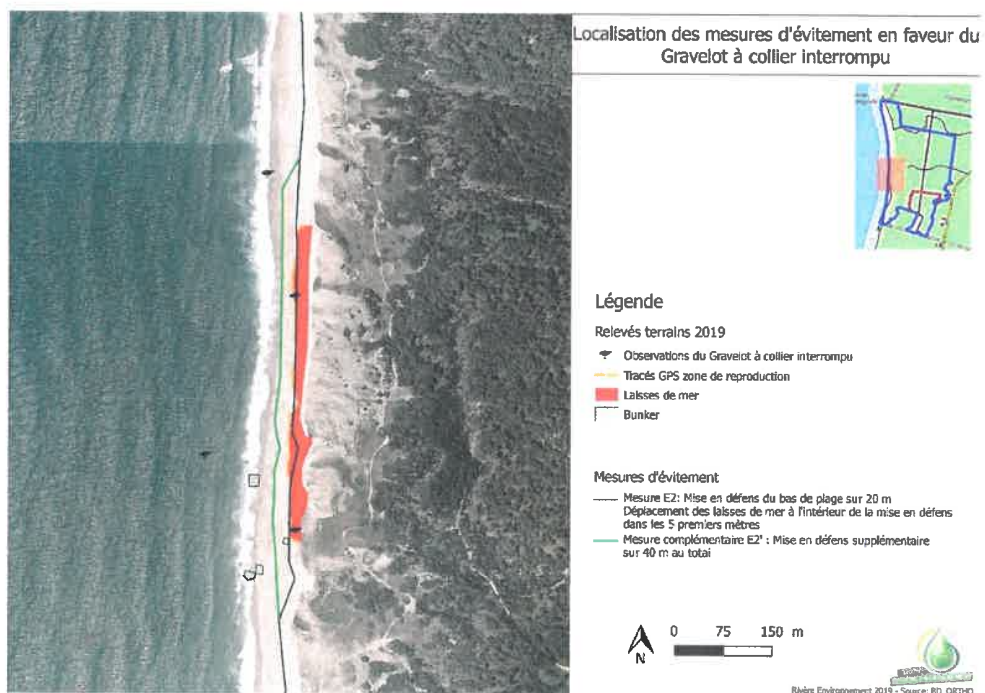 Localisation des mesures d'évitement en faveur du
Gravelot à collier interrompu
Légende
Relevés terrains 2019
Observations du Gravelot à collier interrompu
Tracés GPS zone de reproduction
Laisses de mer
Bunker
Mesures d'évitement
Mesure E2: Mise en défens du bas de plage sur 20 m
Déplacement des laisses de mer à l'intérieur de la mise en défens
dans les 5 premiers mètres
Mesure complémentaire E2' : Mise en défens supplémentaire
sur 40 m au total
0 75 150 m
N
Rivière Environnement 2019 - Source: BD ORTHO